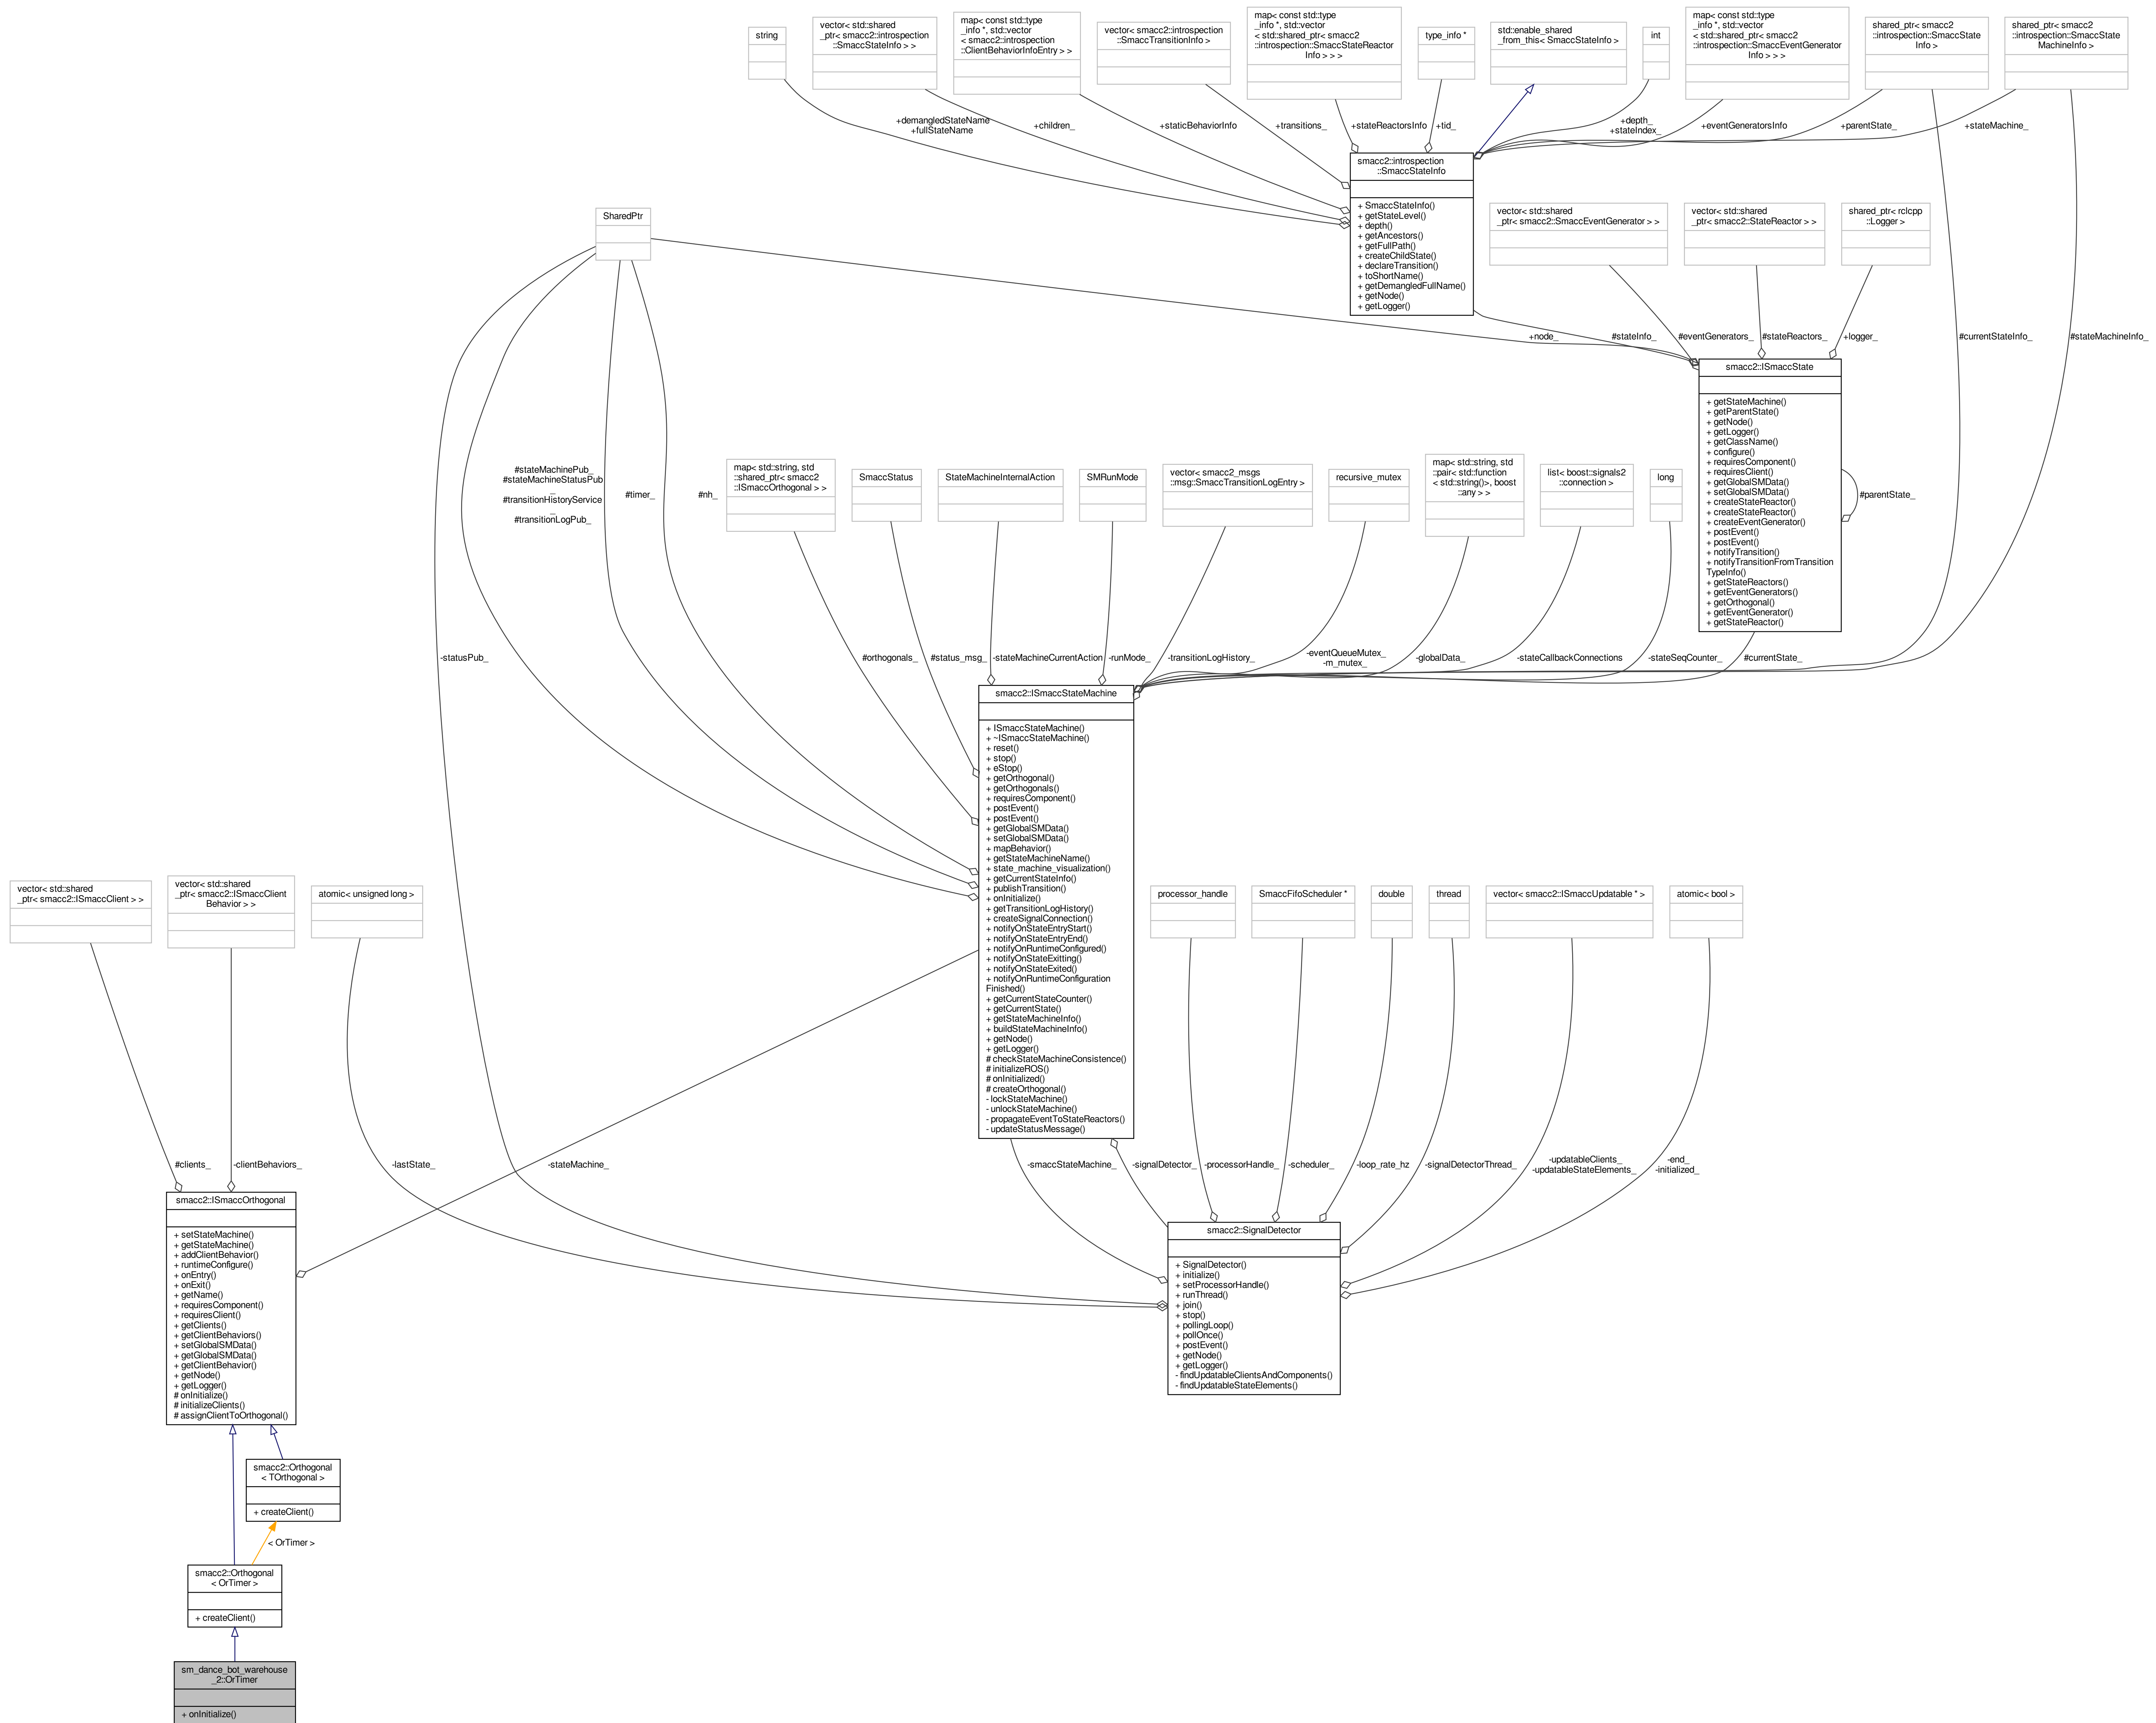 string
vector< std::shared
_ptr< smacc2::introspection
::SmaccStateInfo > >
map< const std::type
_info *, std::vector
< smacc2::introspection
::ClientBehaviorInfoEntry > >
vector< smacc2::introspection
::SmaccTransitionInfo >
map< const std::type
_info *, std::vector
< std::shared_ptr< smacc2
::introspection::SmaccStateReactor
Info > > >
type_info *
std::enable_shared
_from_this< SmaccStateInfo >
int
map< const std::type
_info *, std::vector
< std::shared_ptr< smacc2
::introspection::SmaccEventGenerator
Info > > >
shared_ptr< smacc2
::introspection::SmaccState
Info >
shared_ptr< smacc2
::introspection::SmaccState
MachineInfo >
+demangledStateName
+fullStateName
+children_
+staticBehaviorInfo
+transitions_
+stateReactorsInfo
+tid_
+depth_
+stateIndex_
+eventGeneratorsInfo
+parentState_
+stateMachine_
smacc2::introspection
::SmaccStateInfo
+ SmaccStateInfo()
+ getStateLevel()
+ depth()
+ getAncestors()
+ getFullPath()
+ createChildState()
+ declareTransition()
+ toShortName()
+ getDemangledFullName()
+ getNode()
+ getLogger()
SharedPtr
vector< std::shared
_ptr< smacc2::SmaccEventGenerator > >
vector< std::shared
_ptr< smacc2::StateReactor > >
shared_ptr< rclcpp
::Logger >
+node_
#stateInfo_
#eventGenerators_
#stateReactors_
+logger_
#currentStateInfo_
#stateMachineInfo_
smacc2::ISmaccState
+ getStateMachine()
+ getParentState()
+ getNode()
+ getLogger()
+ getClassName()
+ configure()
+ requiresComponent()
+ requiresClient()
+ getGlobalSMData()
+ setGlobalSMData()
+ createStateReactor()
+ createStateReactor()
+ createEventGenerator()
+ postEvent()
+ postEvent()
+ notifyTransition()
+ notifyTransitionFromTransition
TypeInfo()
+ getStateReactors()
+ getEventGenerators()
+ getOrthogonal()
+ getEventGenerator()
+ getStateReactor()
#parentState_
#stateMachinePub_
#stateMachineStatusPub
_
#transitionHistoryService
_
#transitionLogPub_
#timer_
#nh_
map< std::string, std
::shared_ptr< smacc2
::ISmaccOrthogonal > >
SmaccStatus
StateMachineInternalAction
SMRunMode
vector< smacc2_msgs
::msg::SmaccTransitionLogEntry >
recursive_mutex
map< std::string, std
::pair< std::function
< std::string()>, boost
::any > >
list< boost::signals2
::connection >
long
-statusPub_
#orthogonals_
#status_msg_
-stateMachineCurrentAction
-runMode_
-transitionLogHistory_
-eventQueueMutex_
-m_mutex_
-globalData_
-stateCallbackConnections
-stateSeqCounter_
#currentState_
smacc2::ISmaccStateMachine
+ ISmaccStateMachine()
+ ~ISmaccStateMachine()
+ reset()
+ stop()
+ eStop()
+ getOrthogonal()
+ getOrthogonals()
+ requiresComponent()
+ postEvent()
+ postEvent()
+ getGlobalSMData()
+ setGlobalSMData()
+ mapBehavior()
+ getStateMachineName()
+ state_machine_visualization()
+ getCurrentStateInfo()
+ publishTransition()
+ onInitialize()
+ getTransitionLogHistory()
+ createSignalConnection()
+ notifyOnStateEntryStart()
+ notifyOnStateEntryEnd()
+ notifyOnRuntimeConfigured()
+ notifyOnStateExitting()
+ notifyOnStateExited()
+ notifyOnRuntimeConfiguration
Finished()
+ getCurrentStateCounter()
+ getCurrentState()
+ getStateMachineInfo()
+ buildStateMachineInfo()
+ getNode()
+ getLogger()
# checkStateMachineConsistence()
# initializeROS()
# onInitialized()
# createOrthogonal()
- lockStateMachine()
- unlockStateMachine()
- propagateEventToStateReactors()
- updateStatusMessage()
vector< std::shared
_ptr< smacc2::ISmaccClient > >
vector< std::shared
_ptr< smacc2::ISmaccClient
Behavior > >
atomic< unsigned long >
processor_handle
SmaccFifoScheduler *
double
thread
vector< smacc2::ISmaccUpdatable * >
atomic< bool >
#clients_
-clientBehaviors_
-lastState_
-stateMachine_
-smaccStateMachine_
-signalDetector_
-processorHandle_
-scheduler_
-loop_rate_hz
-signalDetectorThread_
-updatableClients_
-updatableStateElements_
-end_
-initialized_
smacc2::ISmaccOrthogonal
+ setStateMachine()
+ getStateMachine()
+ addClientBehavior()
+ runtimeConfigure()
+ onEntry()
+ onExit()
+ getName()
+ requiresComponent()
+ requiresClient()
+ getClients()
+ getClientBehaviors()
+ setGlobalSMData()
+ getGlobalSMData()
+ getClientBehavior()
+ getNode()
+ getLogger()
# onInitialize()
# initializeClients()
# assignClientToOrthogonal()
smacc2::SignalDetector
+ SignalDetector()
+ initialize()
+ setProcessorHandle()
+ runThread()
+ join()
+ stop()
+ pollingLoop()
+ pollOnce()
+ postEvent()
+ getNode()
+ getLogger()
- findUpdatableClientsAndComponents()
- findUpdatableStateElements()
smacc2::Orthogonal
< TOrthogonal >
+ createClient()
< OrTimer >
smacc2::Orthogonal
< OrTimer >
+ createClient()
sm_dance_bot_warehouse
_2::OrTimer
+ onInitialize()